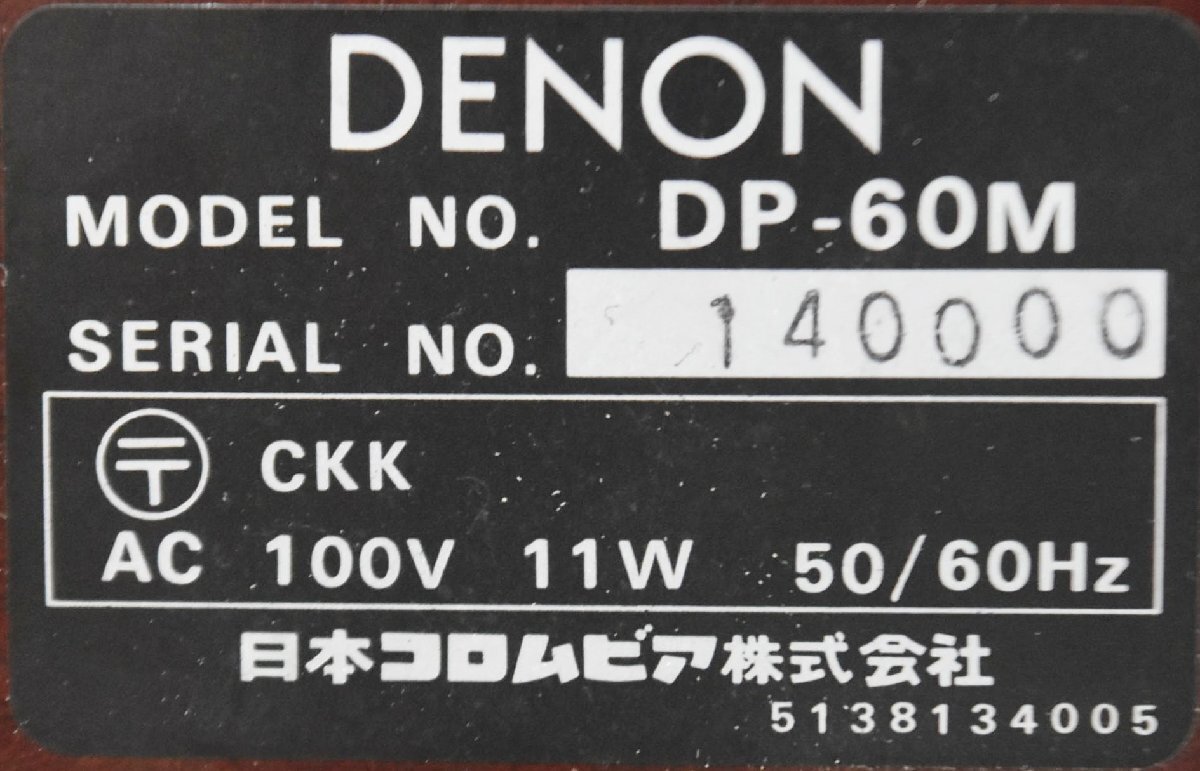 DENON
MODEL NO. DP-60M
SERIAL NO. 140000
〒 CKK
AC 100V 11W 50/60Hz
日本コロムビア株式会社
5138134005